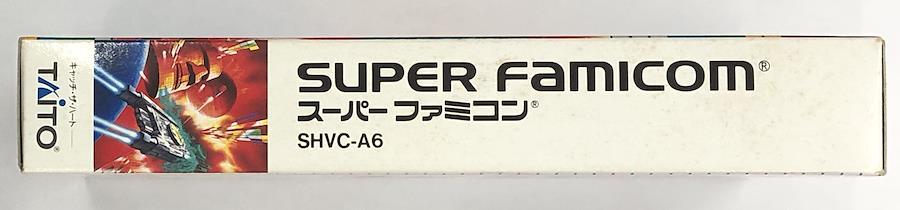 キャッチ・ザ・ハート
TAITO®
SUPER FAMICOM®
スーパーファミコン®
SHVC-A6